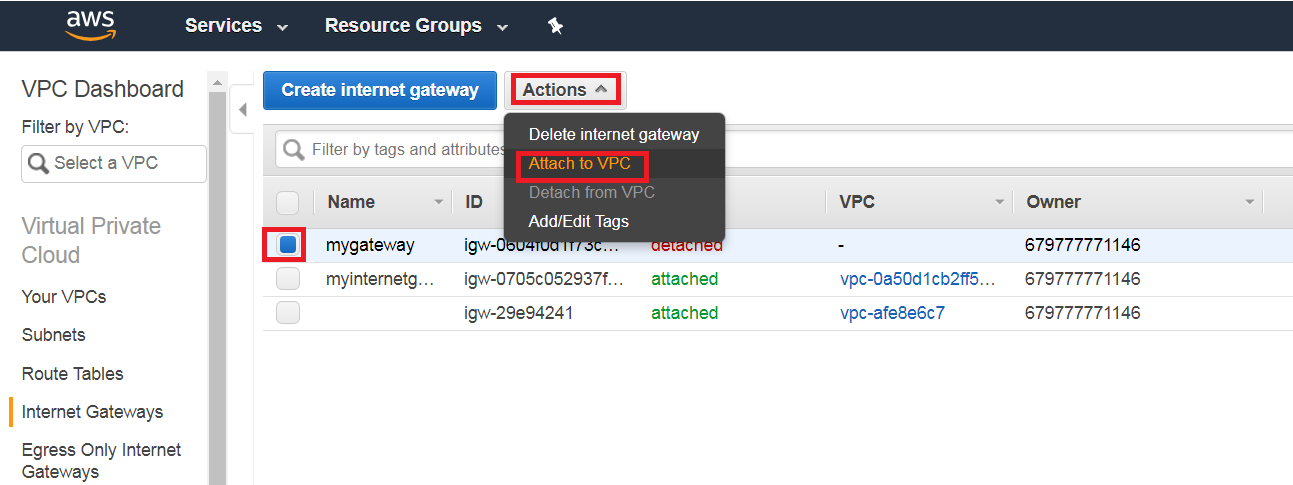 aws
Services
Resource Groups
VPC Dashboard
Filter by VPC:
Select a VPC
Virtual Private
Cloud
Your VPCs
Subnets
Route Tables
Internet Gateways
Egress Only Internet
Gateways
Create internet gateway
Actions
Delete internet gateway
Attach to VPC
Detach from VPC
Add/Edit Tags
Filter by tags and attributes
Name ID VPC Owner
mygateway igw-0604f0d1f73c... detached - 679777771146
myinternetg... igw-0705c052937f... attached vpc-0a50d1cb2ff5... 679777771146
igw-29e94241 attached vpc-afe8e6c7 679777771146